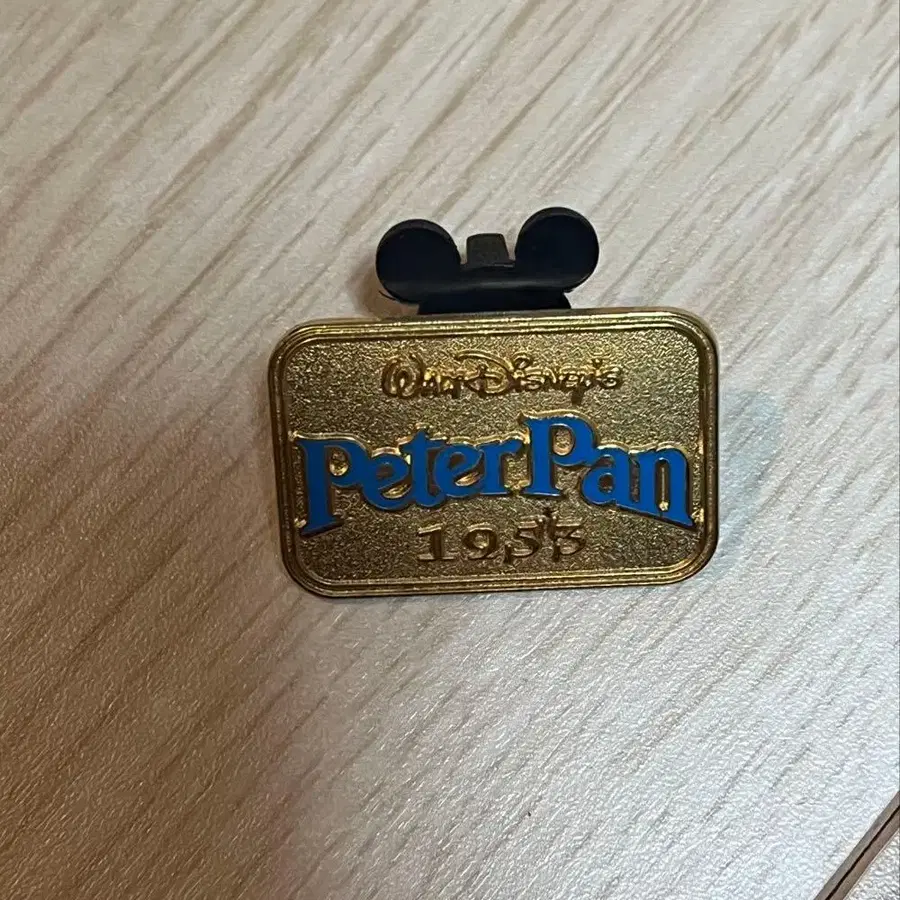 Walt Disney's
Peter Pan
1953